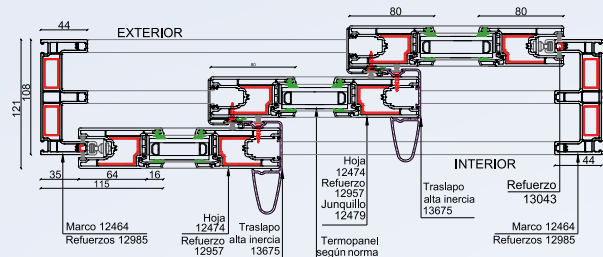 44
EXTERIOR
80
80
80
121
108
INTERIOR
44
35
64
16
115
Marco 12464
Refuerzos 12985
Hoja
12474
Refuerzo
12957
Traslapo
alta inercia
13675
Termopanel
según norma
Hoja
12474
Refuerzo
12957
Junquillo
12479
Traslapo
alta inercia
13675
Refuerzo
13043
Marco 12464
Refuerzos 12985